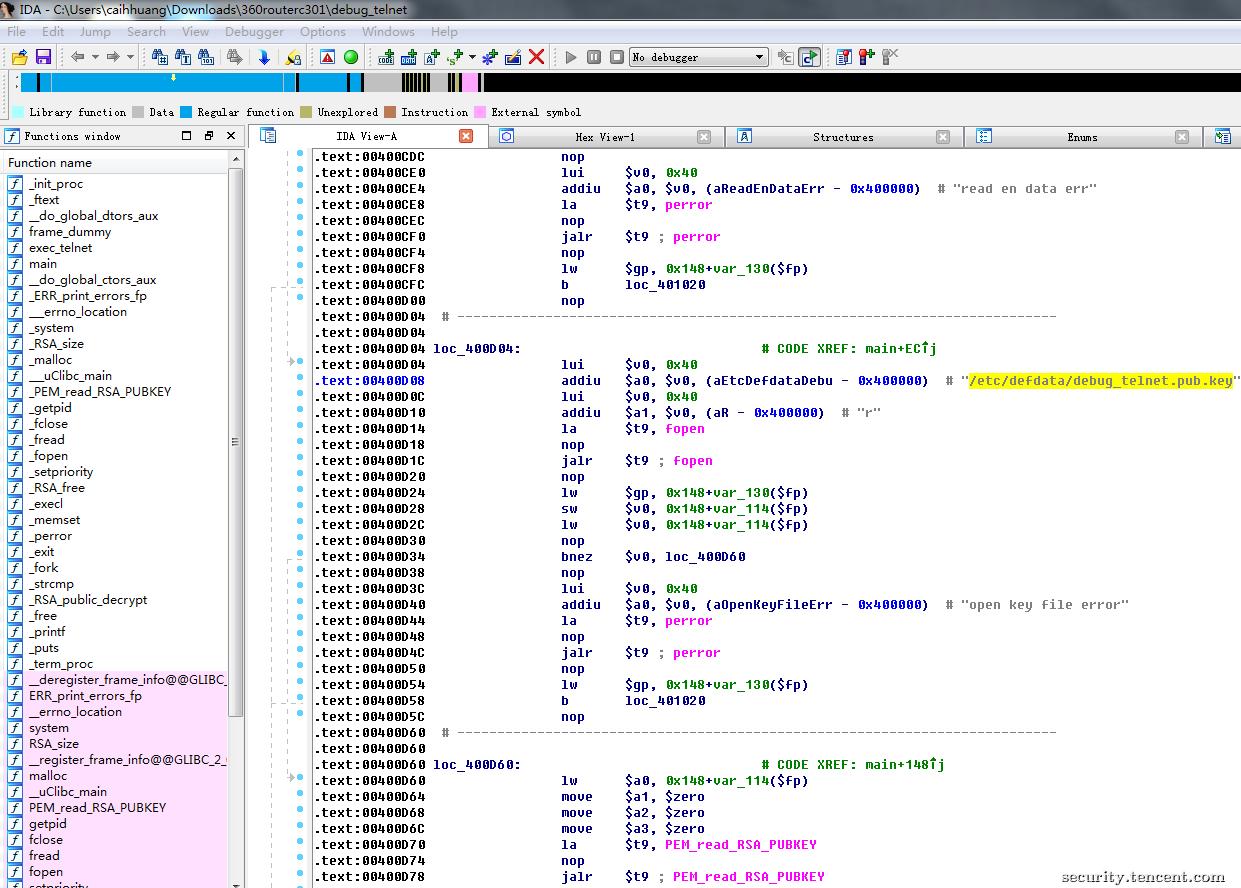 IDA - C:\Users\caihhuang\Downloads\360routerc301\debug_telnet
File Edit Jump Search View Debugger Options Windows Help
No debugger
Library function Data Regular function Unexplored Instruction External symbol
Functions window
IDA View-A Hex View-1 Structures Enums
Function name
_init_proc
_ftext
__do_global_dtors_aux
frame_dummy
exec_telnet
main
__do_global_ctors_aux
_ERR_print_errors_fp
___errno_location
_system
_RSA_size
_malloc
___uClibc_main
_PEM_read_RSA_PUBKEY
_getpid
_fclose
_fread
_fopen
_setpriority
_RSA_free
_execl
_memset
_perror
_exit
_fork
_strcmp
_RSA_public_decrypt
_free
_printf
_puts
_term_proc
__deregister_frame_info@@GLIBC_
ERR_print_errors_fp
__errno_location
system
RSA_size
__register_frame_info@@GLIBC_2_
malloc
__uClibc_main
PEM_read_RSA_PUBKEY
getpid
fclose
fread
fopen
setpriority
.text:00400CDC nop
.text:00400CE0 lui $v0, 0x40
.text:00400CE4 addiu $a0, $v0, (aReadEnDataErr - 0x400000) # "read en data err"
.text:00400CE8 la $t9, perror
.text:00400CEC nop
.text:00400CF0 jalr $t9 ; perror
.text:00400CF4 nop
.text:00400CF8 lw $gp, 0x148+var_130($fp)
.text:00400CFC b loc_401020
.text:00400D00 nop
.text:00400D04 # ---------------------------------------------------------------------------
.text:00400D04
.text:00400D04 loc_400D04: # CODE XREF: main+EC↑j
.text:00400D04 lui $v0, 0x40
.text:00400D08 addiu $a0, $v0, (aEtcDefdataDebu - 0x400000) # "/etc/defdata/debug_telnet.pub.key"
.text:00400D0C lui $v0, 0x40
.text:00400D10 addiu $a1, $v0, (aR - 0x400000) # "r"
.text:00400D14 la $t9, fopen
.text:00400D18 nop
.text:00400D1C jalr $t9 ; fopen
.text:00400D20 nop
.text:00400D24 lw $gp, 0x148+var_130($fp)
.text:00400D28 sw $v0, 0x148+var_114($fp)
.text:00400D2C lw $v0, 0x148+var_114($fp)
.text:00400D30 nop
.text:00400D34 bnez $v0, loc_400D60
.text:00400D38 nop
.text:00400D3C lui $v0, 0x40
.text:00400D40 addiu $a0, $v0, (aOpenKeyFileErr - 0x400000) # "open key file error"
.text:00400D44 la $t9, perror
.text:00400D48 nop
.text:00400D4C jalr $t9 ; perror
.text:00400D50 nop
.text:00400D54 lw $gp, 0x148+var_130($fp)
.text:00400D58 b loc_401020
.text:00400D5C nop
.text:00400D60 # ---------------------------------------------------------------------------
.text:00400D60
.text:00400D60 loc_400D60: # CODE XREF: main+148↑j
.text:00400D60 lw $a0, 0x148+var_114($fp)
.text:00400D64 move $a1, $zero
.text:00400D68 move $a2, $zero
.text:00400D6C move $a3, $zero
.text:00400D70 la $t9, PEM_read_RSA_PUBKEY
.text:00400D74 nop
.text:00400D78 jalr $t9 ; PEM_read_RSA_PUBKEY
security.tencent.com